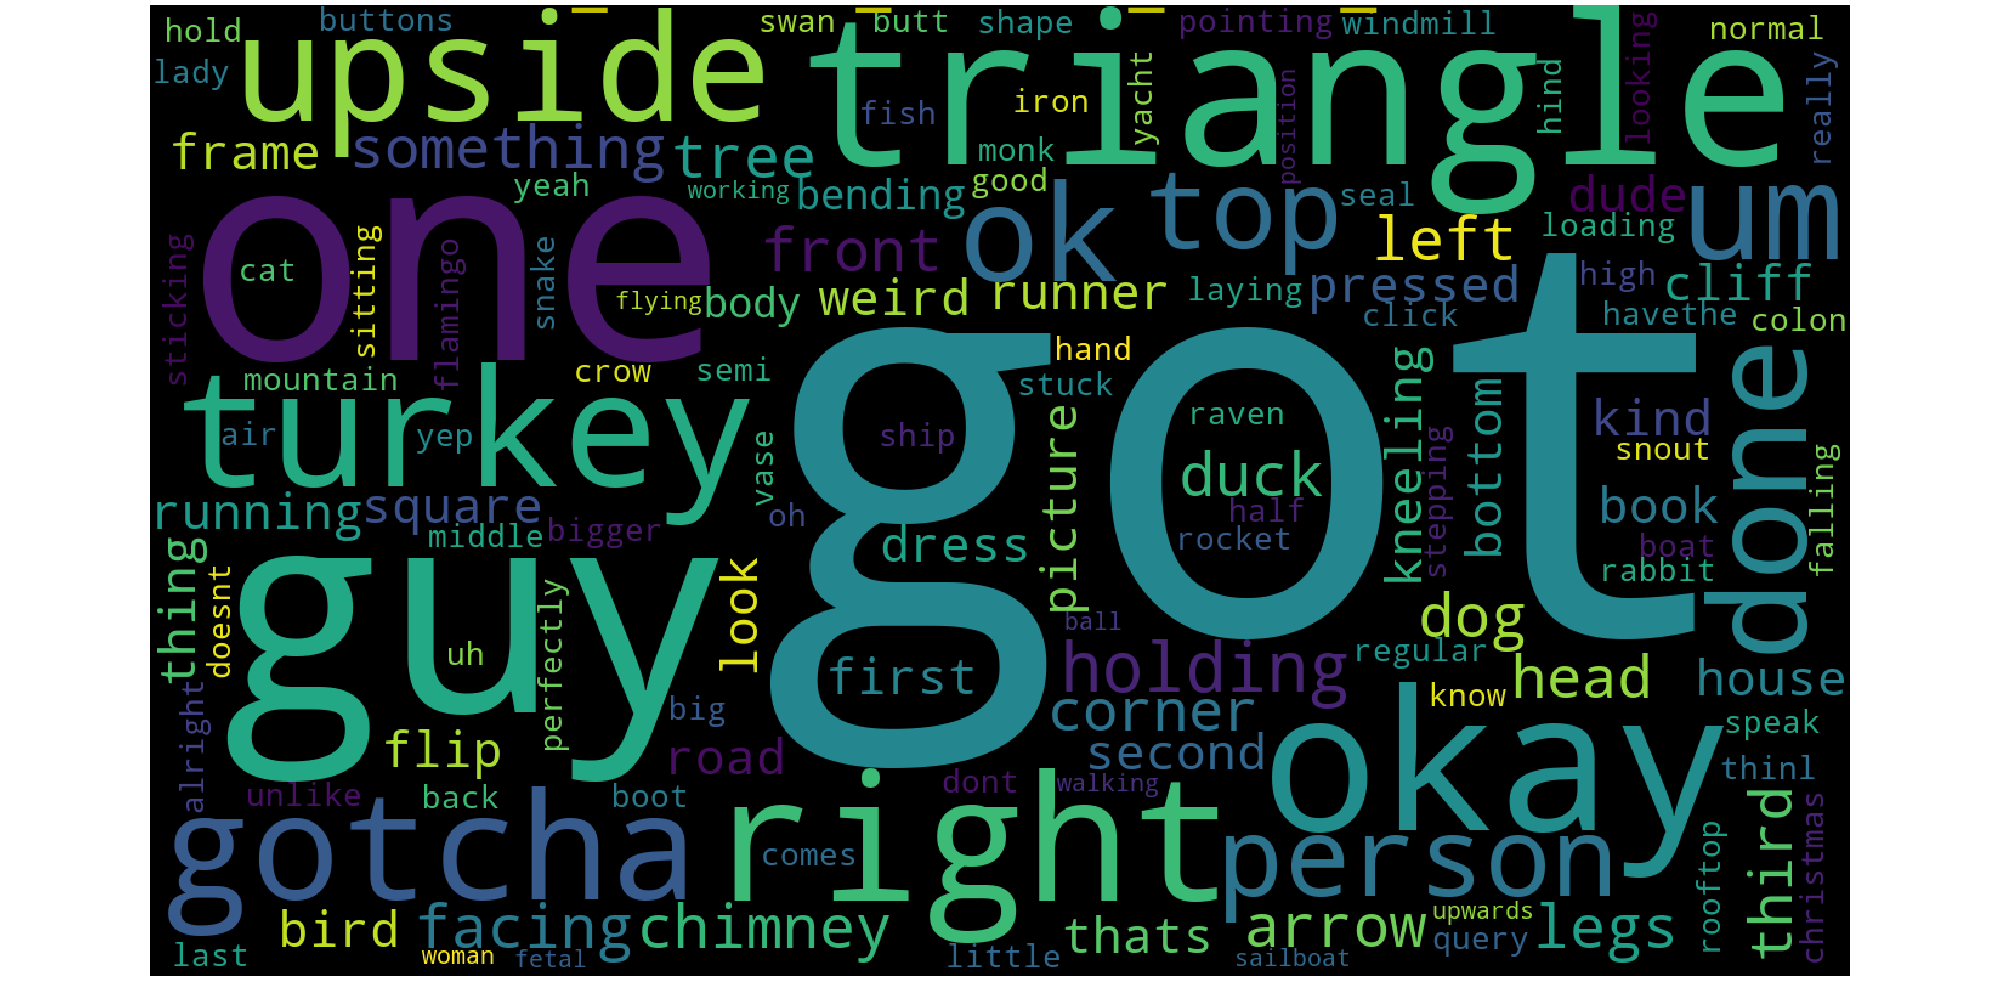 hold
buttons
swan
butt
shape
pointing
windmill
normal
lady
upside
triangle
looking
really
hind
fish
iron
yacht
position
frame
something
tree
monk
yeah
working
bending
good
ok
top
seal
dude
um
one
front
left
loading
sticking
cat
sitting
flamingo
snake
flying
body
weird
runner
laying
pressed
high
cliff
click
havethe
colon
got
hand
mountain
crow
semi
stuck
turkey
air
yep
vase
ship
picture
raven
duck
kneeling
stepping
bottom
kind
snout
done
falling
running
square
oh
half
book
middle
bigger
dress
rocket
boat
rabbit
thing
doesnt
guy
perfectly
look
ball
dog
uh
first
holding
regular
head
house
allright
big
corner
know
speak
flip
road
second
okay
thinl
unlike
back
boot
dont
walking
gotcha
right
person
third
christmas
comes
rooftop
bird
facing
chimney
thats
arrow
upwards
query
legs
last
woman
fetal
little
sailboat